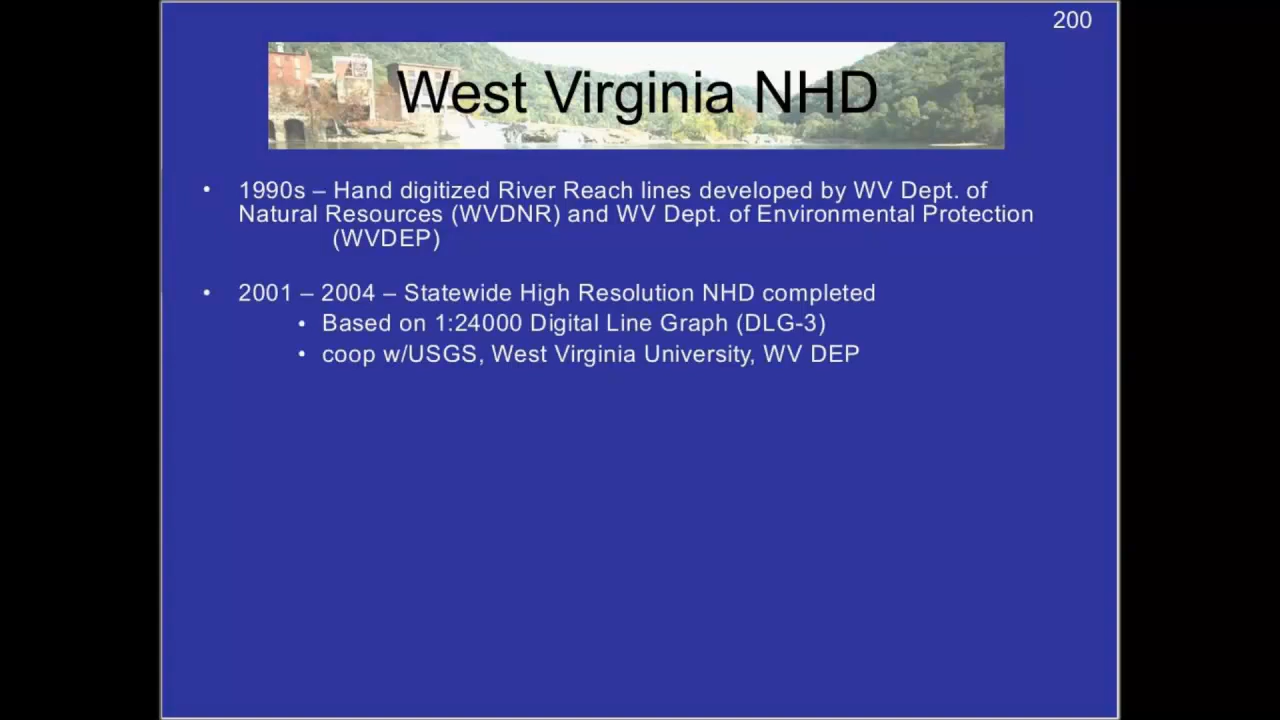 200
West Virginia NHD
• 1990s – Hand digitized River Reach lines developed by WV Dept. of
Natural Resources (WVDNR) and WV Dept. of Environmental Protection
(WVDEP)
• 2001 – 2004 – Statewide High Resolution NHD completed
• Based on 1:24000 Digital Line Graph (DLG-3)
• coop w/USGS, West Virginia University, WV DEP